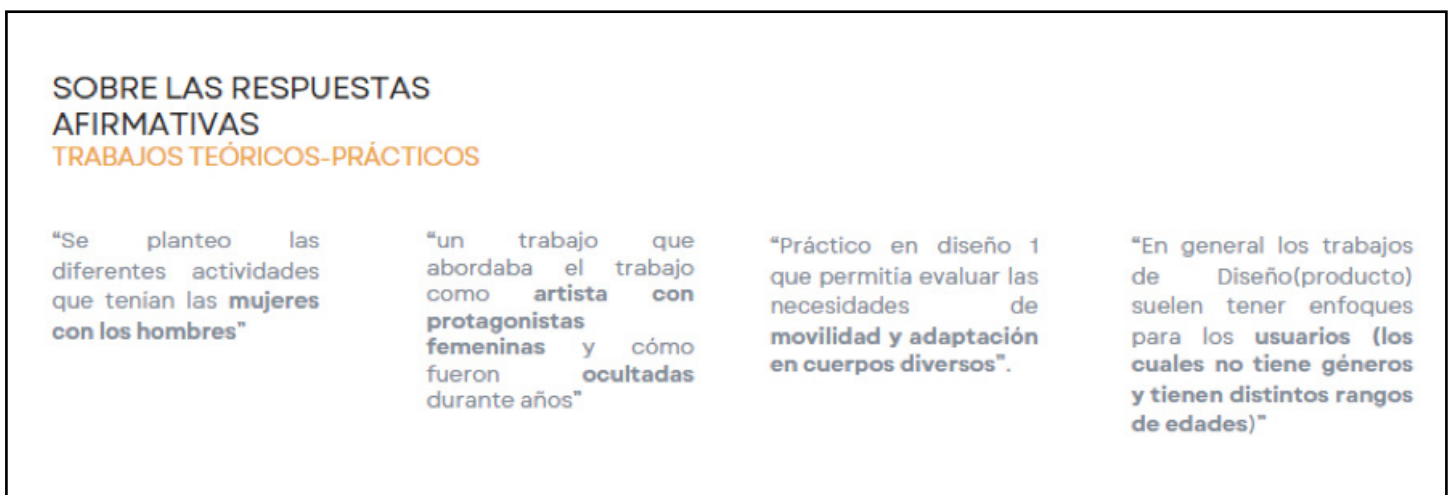 SOBRE LAS RESPUESTAS
AFIRMATIVAS
TRABAJOS TEÓRICOS-PRÁCTICOS
“Se planteo las
diferentes actividades
que tenían las mujeres
con los hombres”
“un trabajo que
abordaba el trabajo
como artista con
protagonistas
femeninas y cómo
fueron ocultadas
durante años”
“Práctico en diseño 1
que permitia evaluar las
necesidades de
movilidad y adaptación
en cuerpos diversos”.
“En general los trabajos
de Diseño(producto)
suelen tener enfoques
para los usuarios (los
cuales no tiene géneros
y tienen distintos rangos
de edades)”